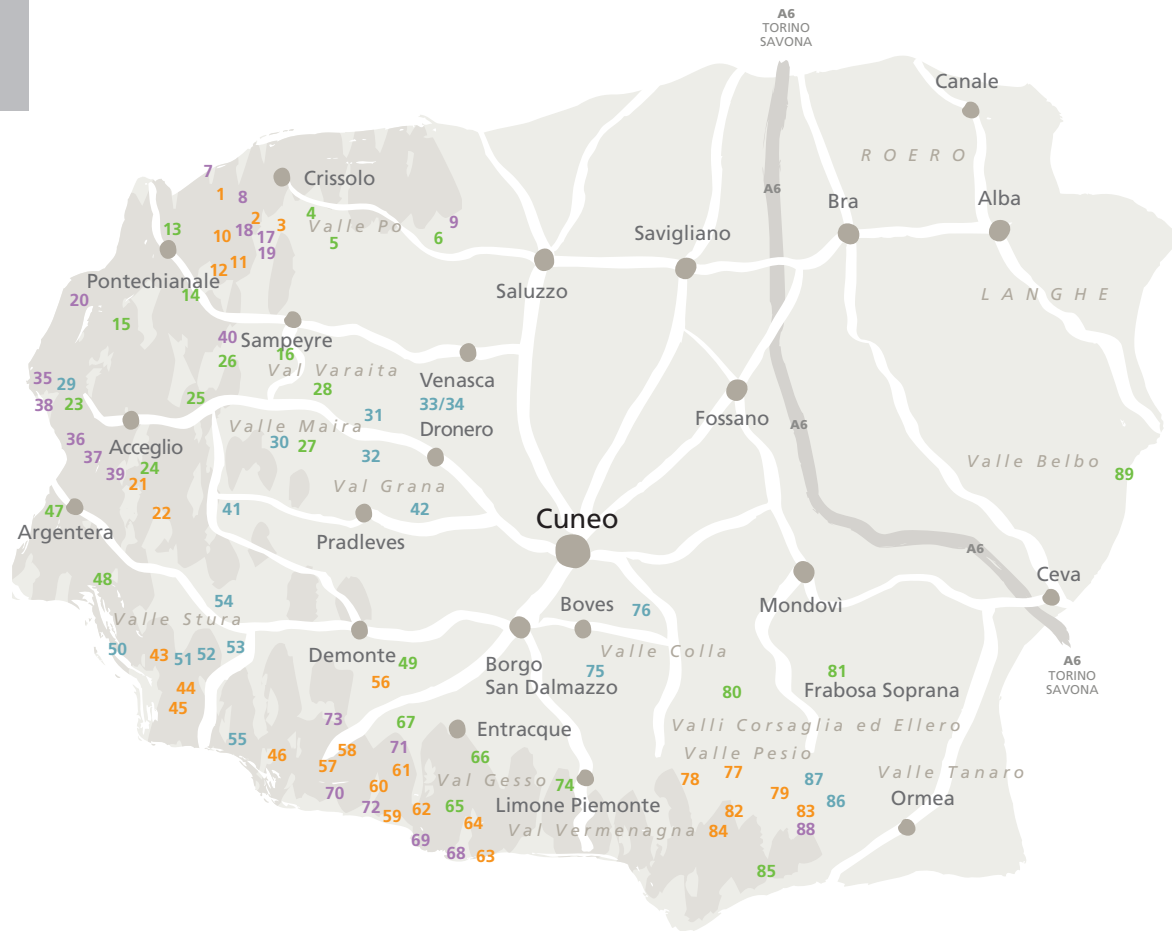 A6
TORINO
SAVONA
Canale
ROERO
7
Crissolo
1
8
A6
Alba
Bra
4
2
3
Valle Po
9
13
10
18
17
5
6
Savigliano
19
11
12
Pontechianale
14
Saluzzo
LANGHE
20
15
40
Sampeyre
16
26
Val Varaita
35
29
28
Venasca
38
23
25
33/34
31
Fossano
Valle Maira
A6
Dronero
36
30
27
Acceglio
37
32
24
39
21
Valle Belbo
89
Val Grana
47
22
41
42
Argentera
Pradleves
Cuneo
A6
48
Ceva
54
Boves
76
Mondovì
Valle Stura
50
43
51
52
53
Demonte
49
Borgo
San Dalmazzo
75
Valle Colla
A6
TORINO
SAVONA
81
44
56
80
Frabosa Soprana
45
73
67
Entracque
Valli Corsaglia ed Ellero
55
46
58
71
66
Valle Pesio
57
61
Val Gesso
74
78
77
87
Valle Tanaro
70
60
79
86
Ormea
72
59
62
65
Limone Piemonte
82
83
64
Val Vermenagna
84
88
69
68
63
85